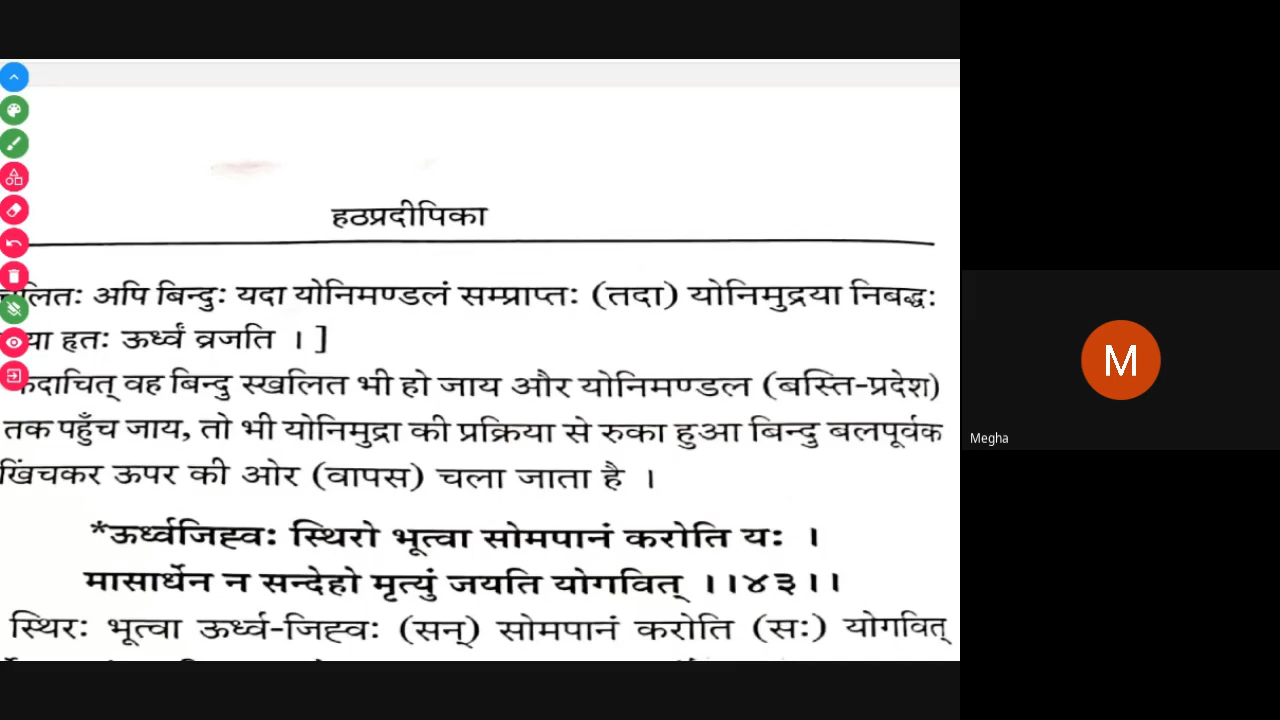 हठप्रदीपिका
चलितः अपि बिन्दुः यदा योनिमण्डलं सम्प्राप्तः (तदा) योनिमुद्रया निबद्धः
हृतः ऊर्ध्वं व्रजति । ]
कदाचित् वह बिन्दु स्खलित भी हो जाय और योनिमण्डल (बस्ति-प्रदेश)
तक पहुँच जाय, तो भी योनिमुद्रा की प्रक्रिया से रुका हुआ बिन्दु बलपूर्वक
खिंचकर ऊपर की ओर (वापस) चला जाता है ।
*ऊर्ध्वजिह्वः स्थिरो भूत्वा सोमपानं करोति यः ।
मासार्धेन न सन्देहो मृत्युं जयति योगवित् ।।४३।।
स्थिरः भूत्वा ऊर्ध्व-जिह्वः (सन्) सोमपानं करोति (सः) योगवित्
M
Megha